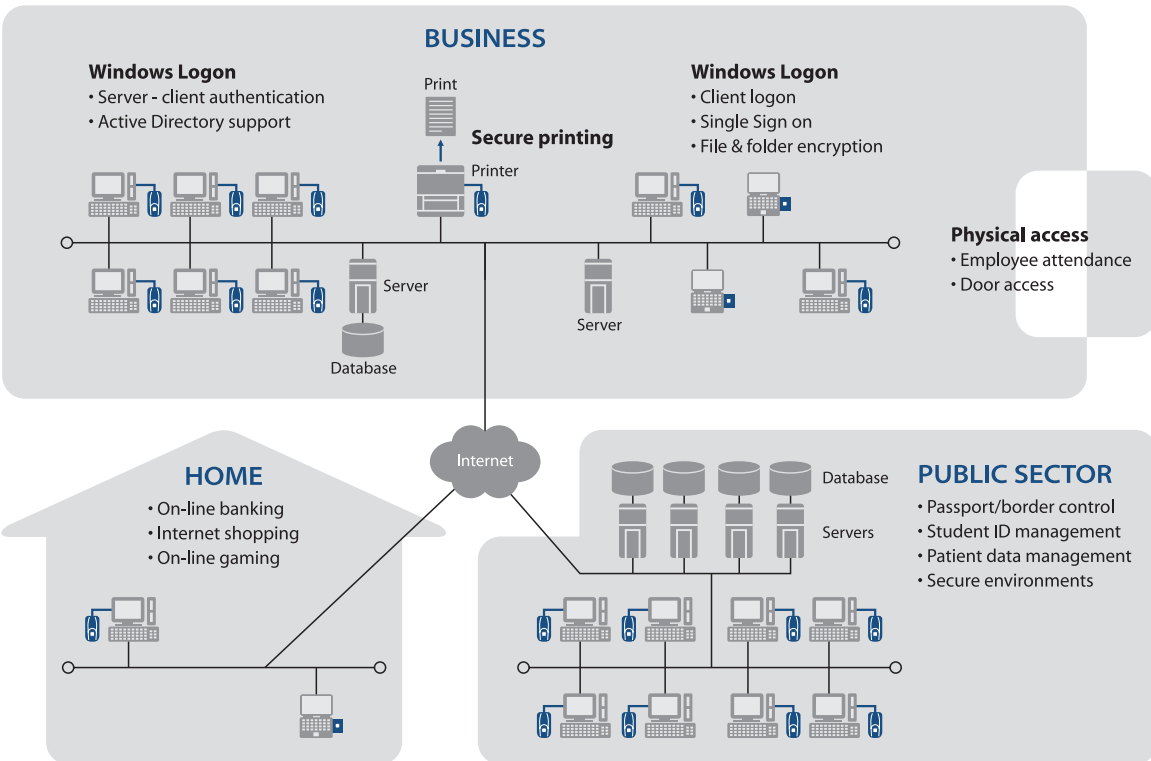 BUSINESS
Windows Logon
• Server - client authentication
• Active Directory support
Print
Secure printing
Printer
Windows Logon
• Client logon
• Single Sign on
• File & folder encryption
Physical access
• Employee attendance
• Door access
Server
Database
Server
Internet
HOME
• On-line banking
• Internet shopping
• On-line gaming
Database
Servers
PUBLIC SECTOR
• Passport/border control
• Student ID management
• Patient data management
• Secure environments